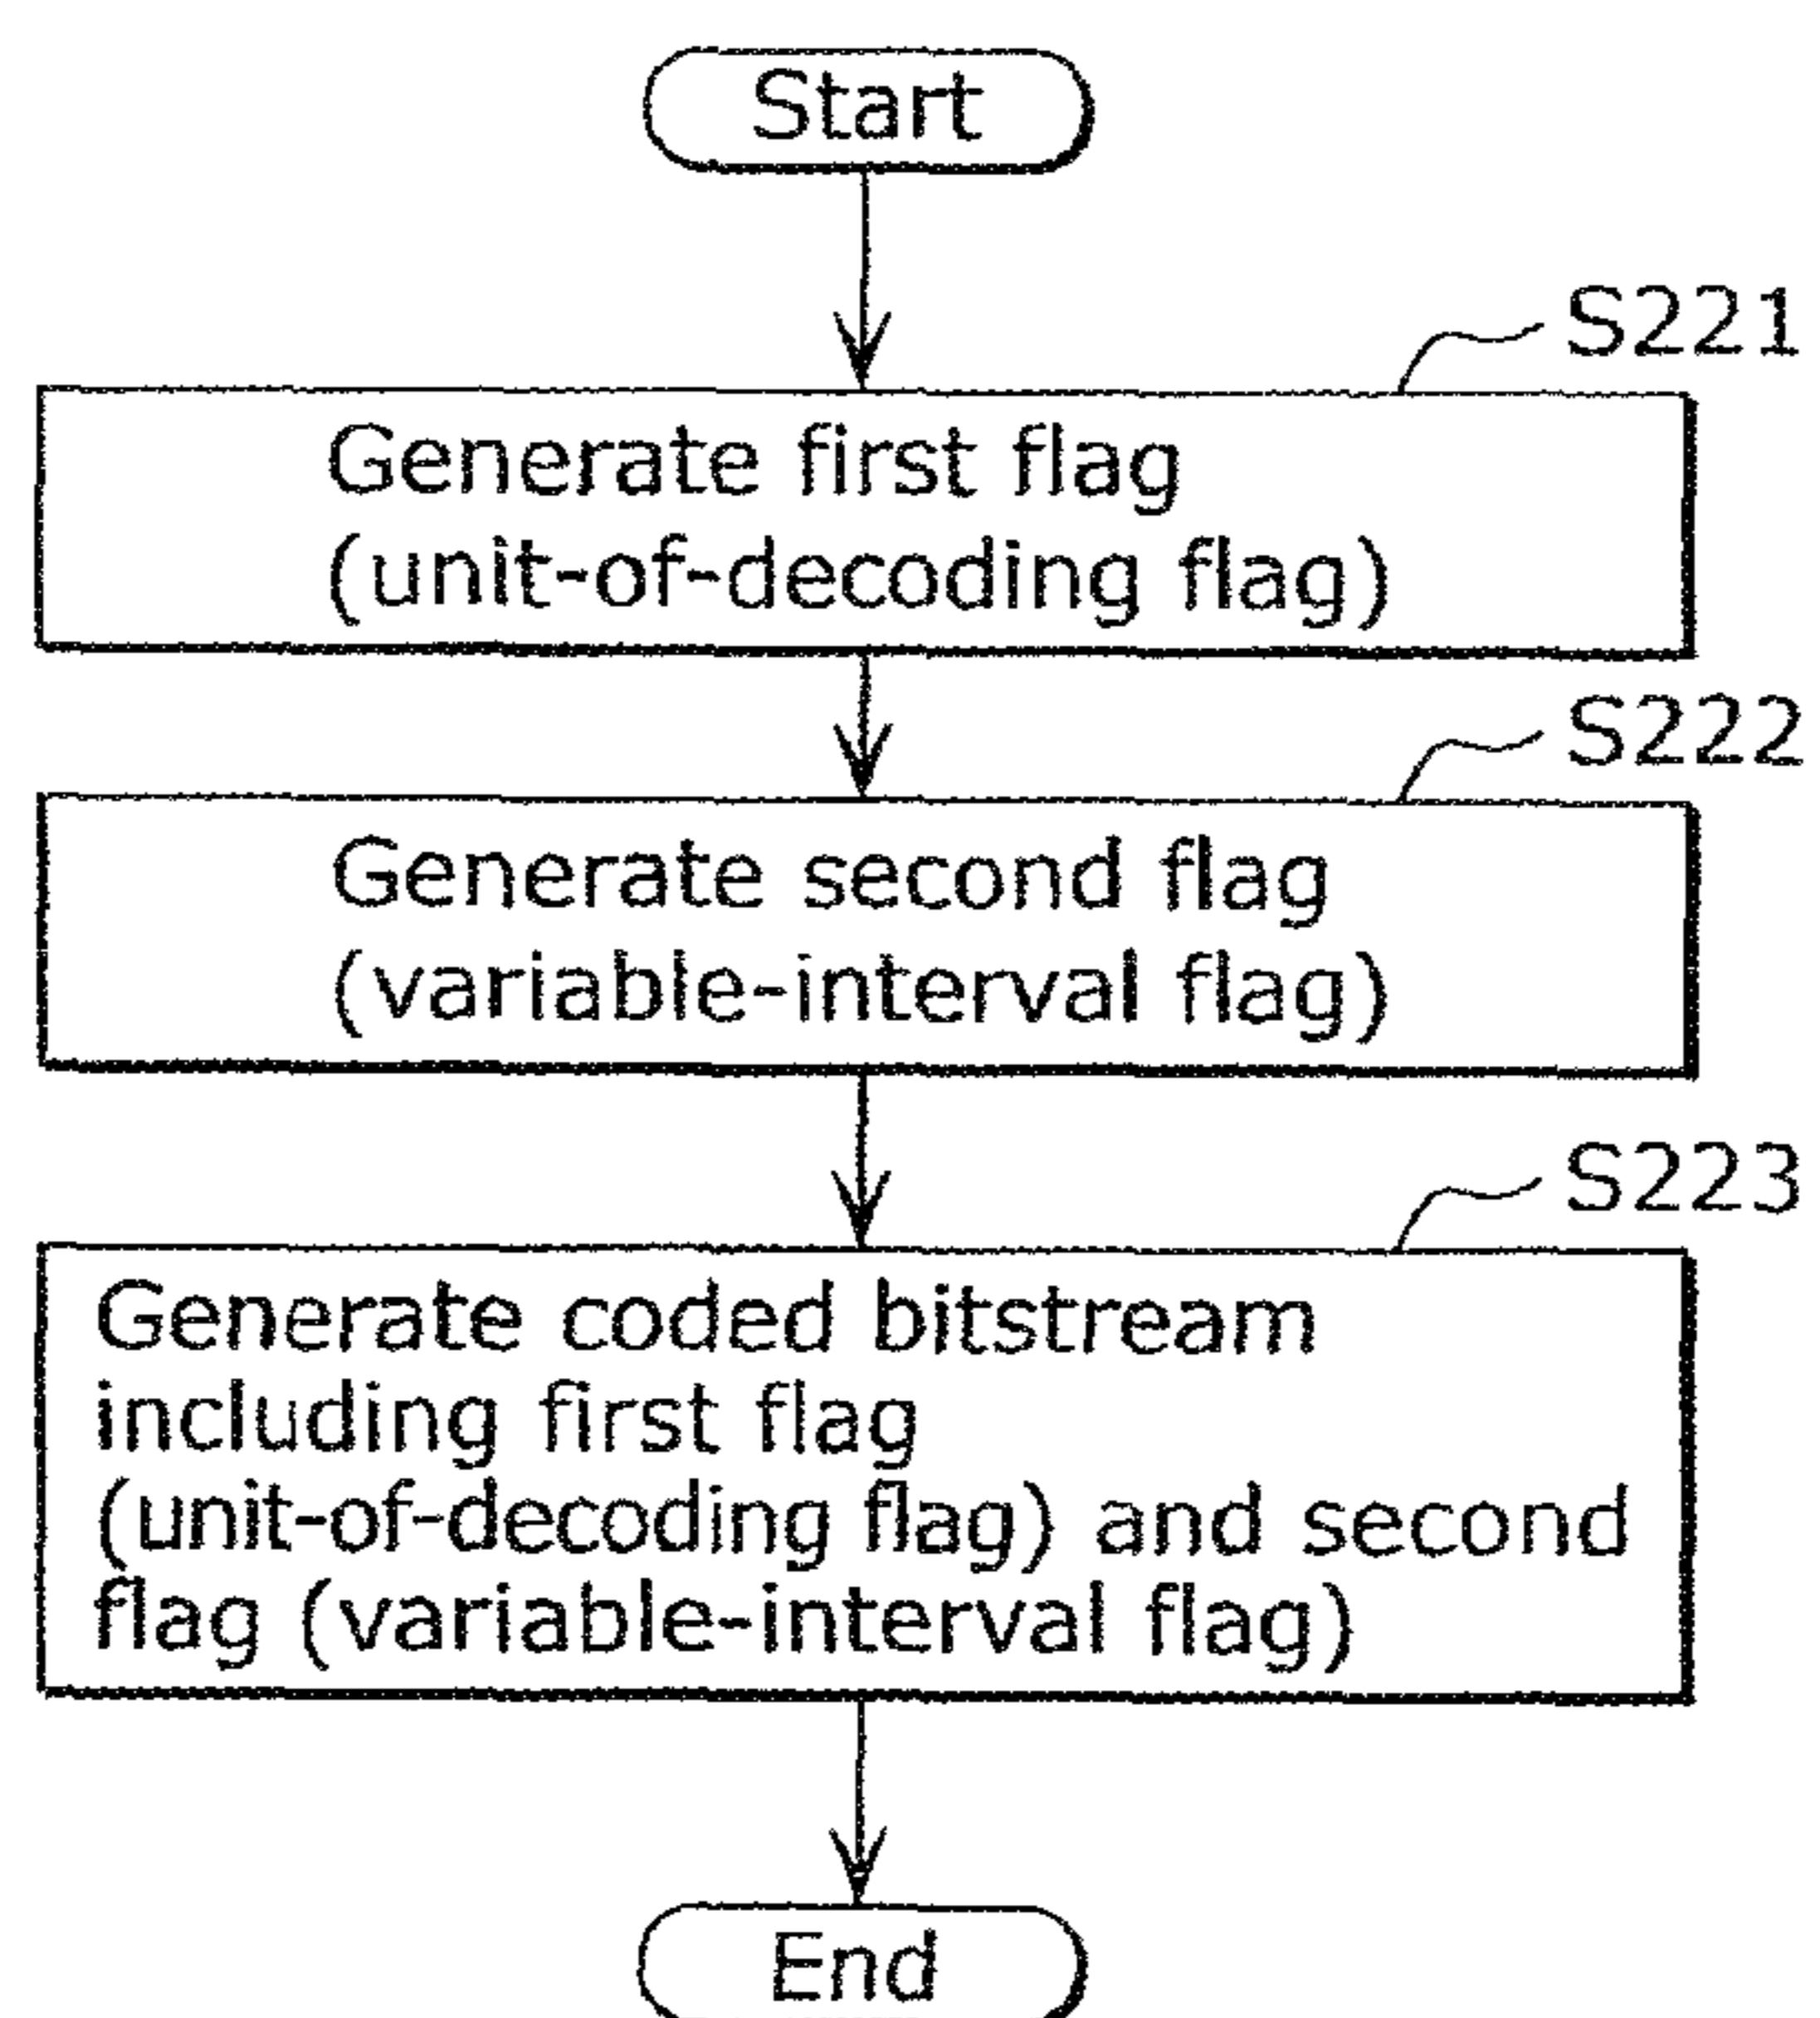 Start
S221
Generate first flag
(unit-of-decoding flag)
S222
Generate second flag
(variable-interval flag)
S223
Generate coded bitstream
including first flag
(unit-of-decoding flag) and second
flag (variable-interval flag)
End